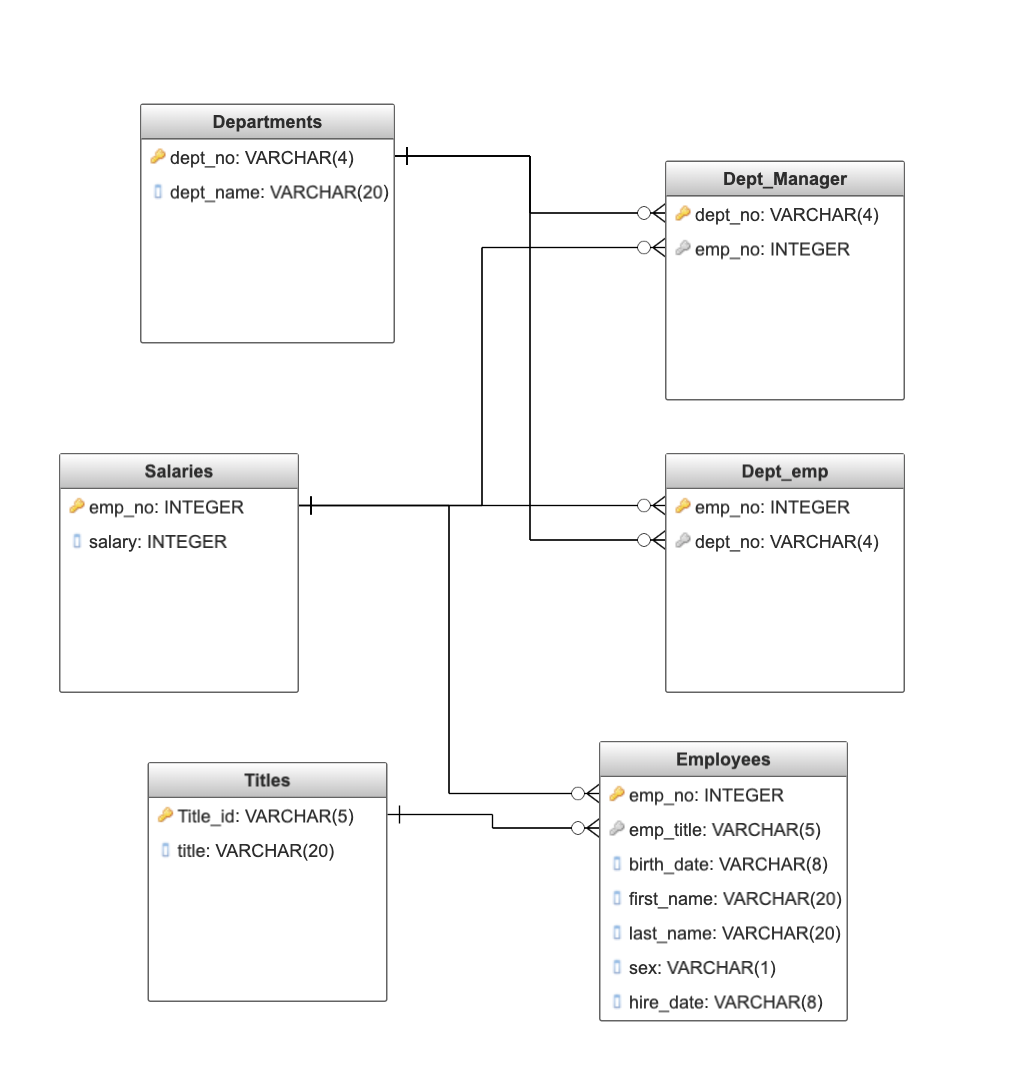 Departments
dept_no: VARCHAR(4)
dept_name: VARCHAR(20)
Dept_Manager
dept_no: VARCHAR(4)
emp_no: INTEGER
Salaries
emp_no: INTEGER
salary: INTEGER
Dept_emp
emp_no: INTEGER
dept_no: VARCHAR(4)
Titles
Title_id: VARCHAR(5)
title: VARCHAR(20)
Employees
emp_no: INTEGER
emp_title: VARCHAR(5)
birth_date: VARCHAR(8)
first_name: VARCHAR(20)
last_name: VARCHAR(20)
sex: VARCHAR(1)
hire_date: VARCHAR(8)